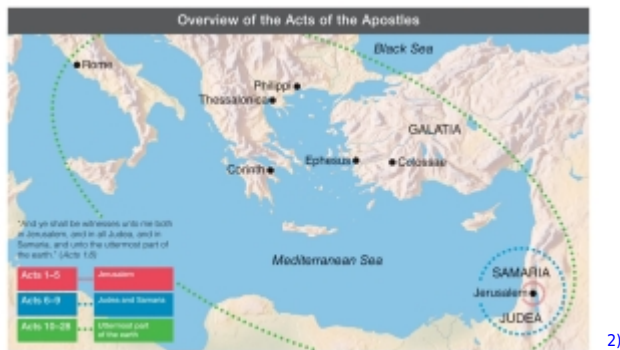 Overview of the Acts of the Apostles
Black Sea
Rome
Philippi
Thessalonica
GALATIA
Ephesus
Colossae
Corinth
"And ye shall be witnesses unto me both
in Jerusalem, and in all Judea, and in
Samaria, and unto the uttermost part of
the earth." (Acts 1:8)
Mediterranean Sea
Acts 1–5
Jerusalem
Acts 6–9
Judea and Samaria
Acts 10–28
Uttermost part
of the earth
SAMARIA
Jerusalem
JUDEA
2)